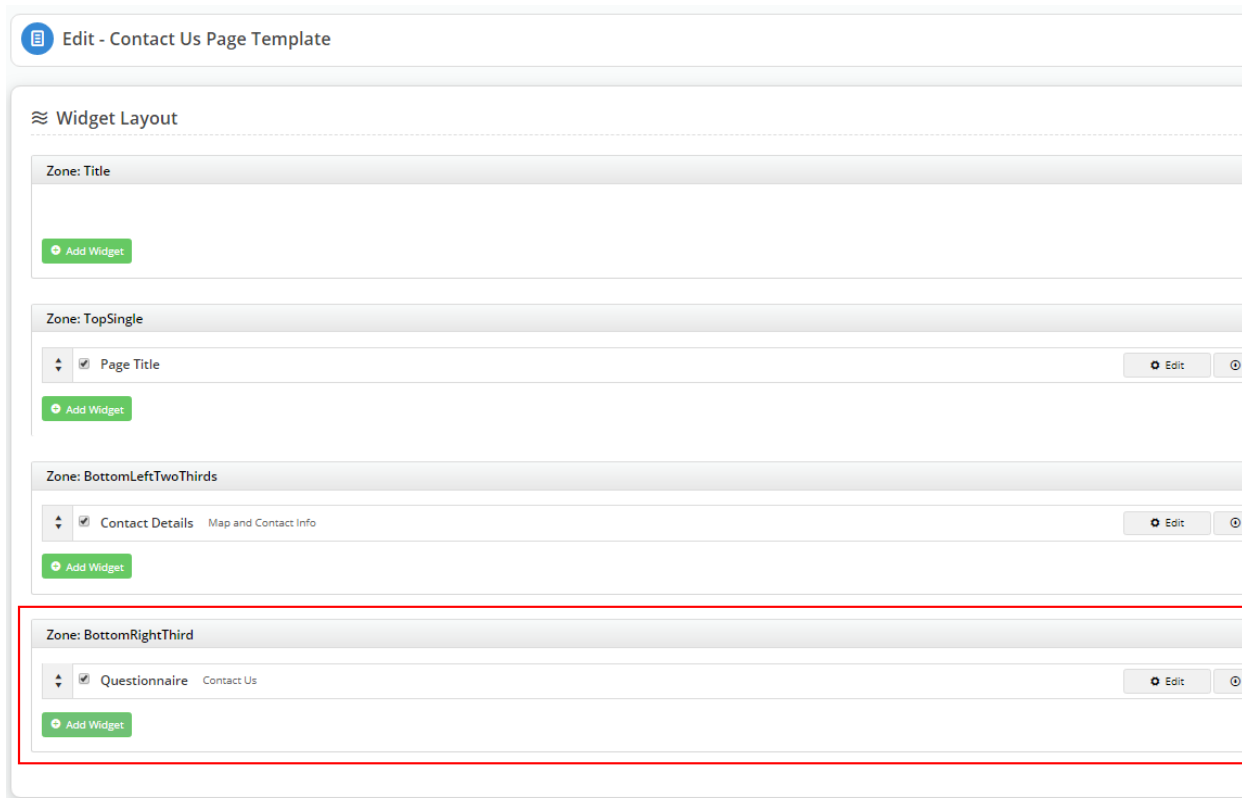 Edit - Contact Us Page Template
Widget Layout
Zone: Title
Add Widget
Zone: TopSingle
Page Title Edit
Add Widget
Zone: BottomLeftTwoThirds
Contact Details Map and Contact Info Edit
Add Widget
Zone: BottomRightThird
Questionnaire Contact Us Edit
Add Widget